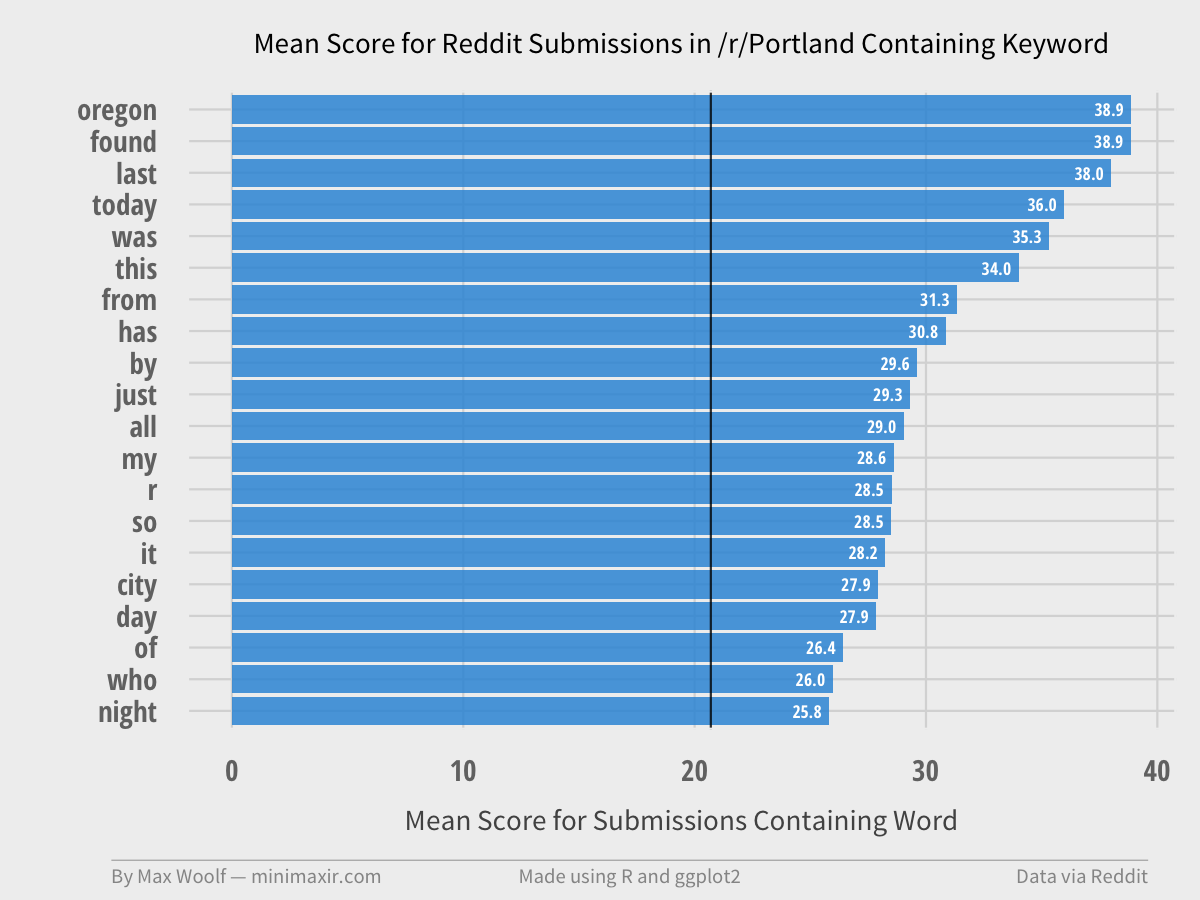 Mean Score for Reddit Submissions in /r/Portland Containing Keyword
oregon 38.9
found 38.9
last 38.0
today 36.0
was 35.3
this 34.0
from 31.3
has 30.8
by 29.6
just 29.3
all 29.0
my 28.6
r 28.5
so 28.5
it 28.2
city 27.9
day 27.9
of 26.4
who 26.0
night 25.8
0 10 20 30 40
Mean Score for Submissions Containing Word
By Max Woolf — minimaxir.com Made using R and ggplot2 Data via Reddit